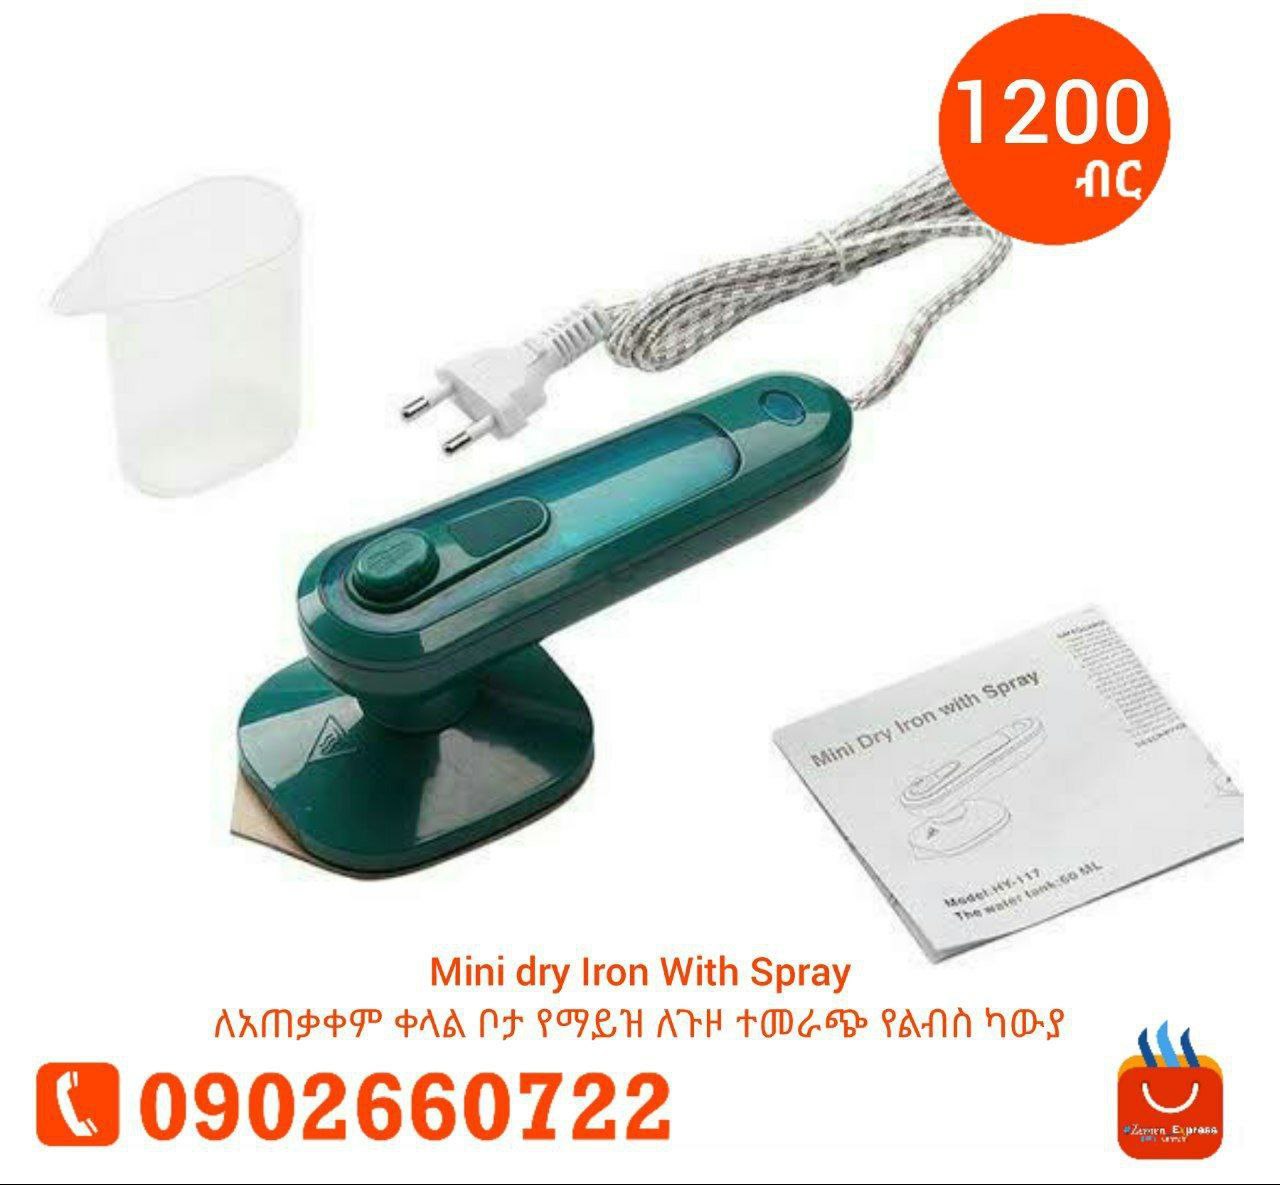 1200
ብር
Mini Dry Iron with Spray
Model:HY-117
The water tank:60 ML
Mini dry Iron With Spray
ለአጠቃቀም ቀላል ቦታ የማይዝ ለጉዞ ተመራጭ የልብስ ካውያ
0902660722
Express